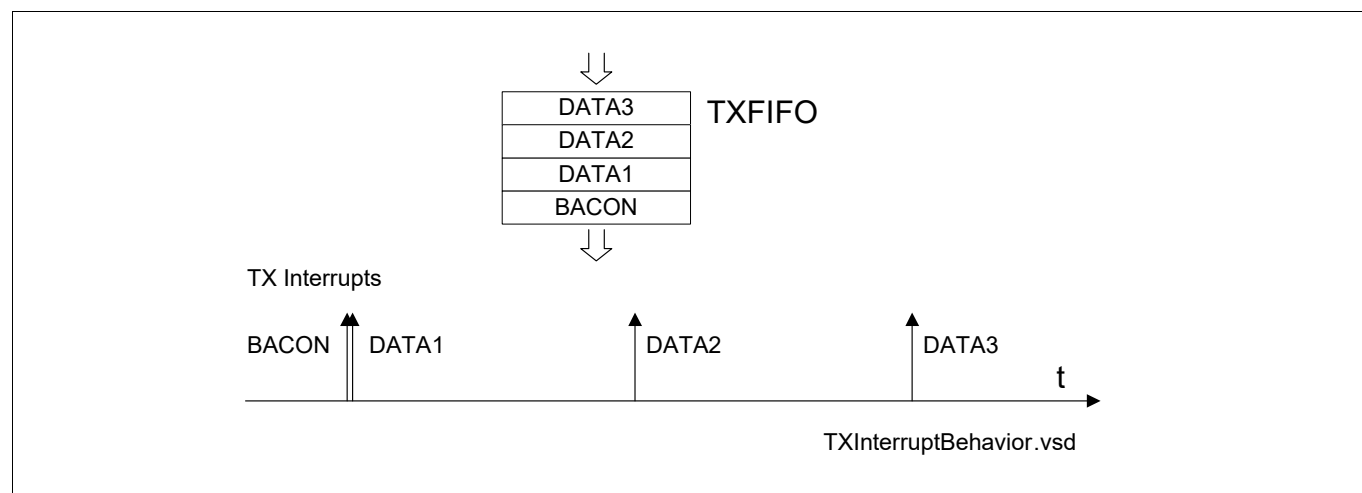 DATA3
TXFIFO
DATA2
DATA1
BACON
TX Interrupts
BACON DATA1 DATA2 DATA3
t
TXInterruptBehavior.vsd